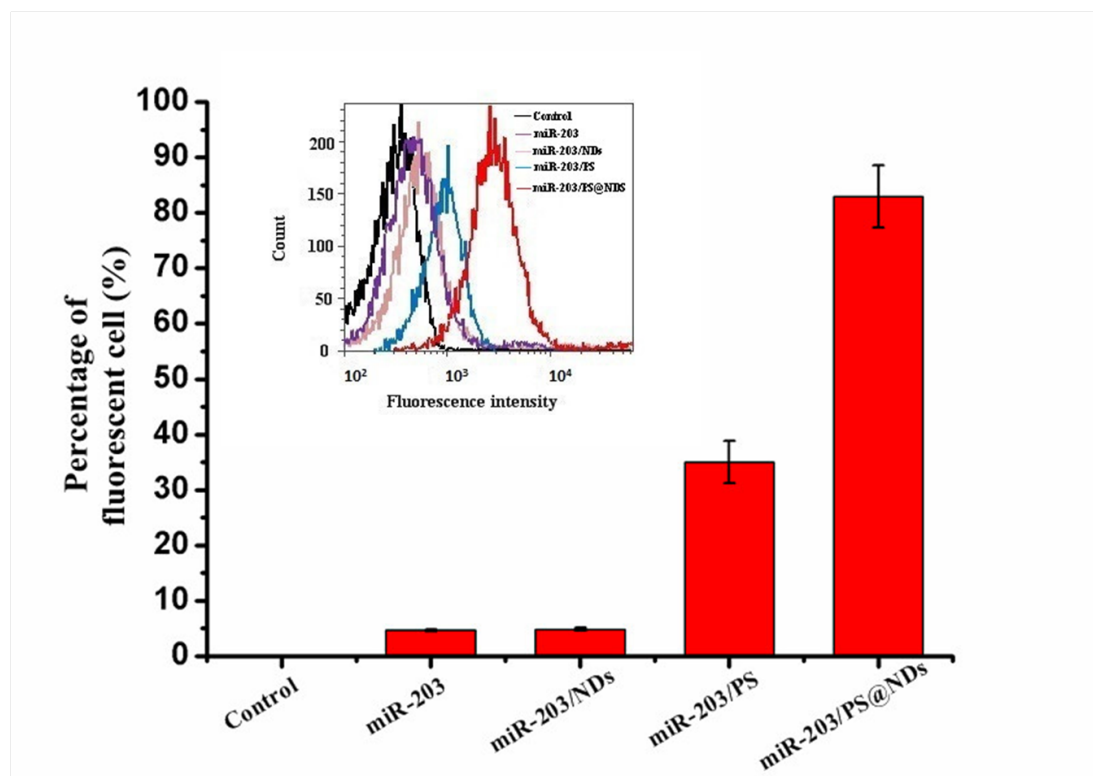 100
90
80
70
60
50
40
30
20
10
0
Percentage of
fluorescent cell (%)
200
150
100
50
0
Count
Control
miR-203
miR-203/NDs
miR-203/PS
miR-203/PS@NDS
10²
10³
10⁴
Fluorescence intensity
Control
miR-203
miR-203/NDs
miR-203/PS
miR-203/PS@NDs